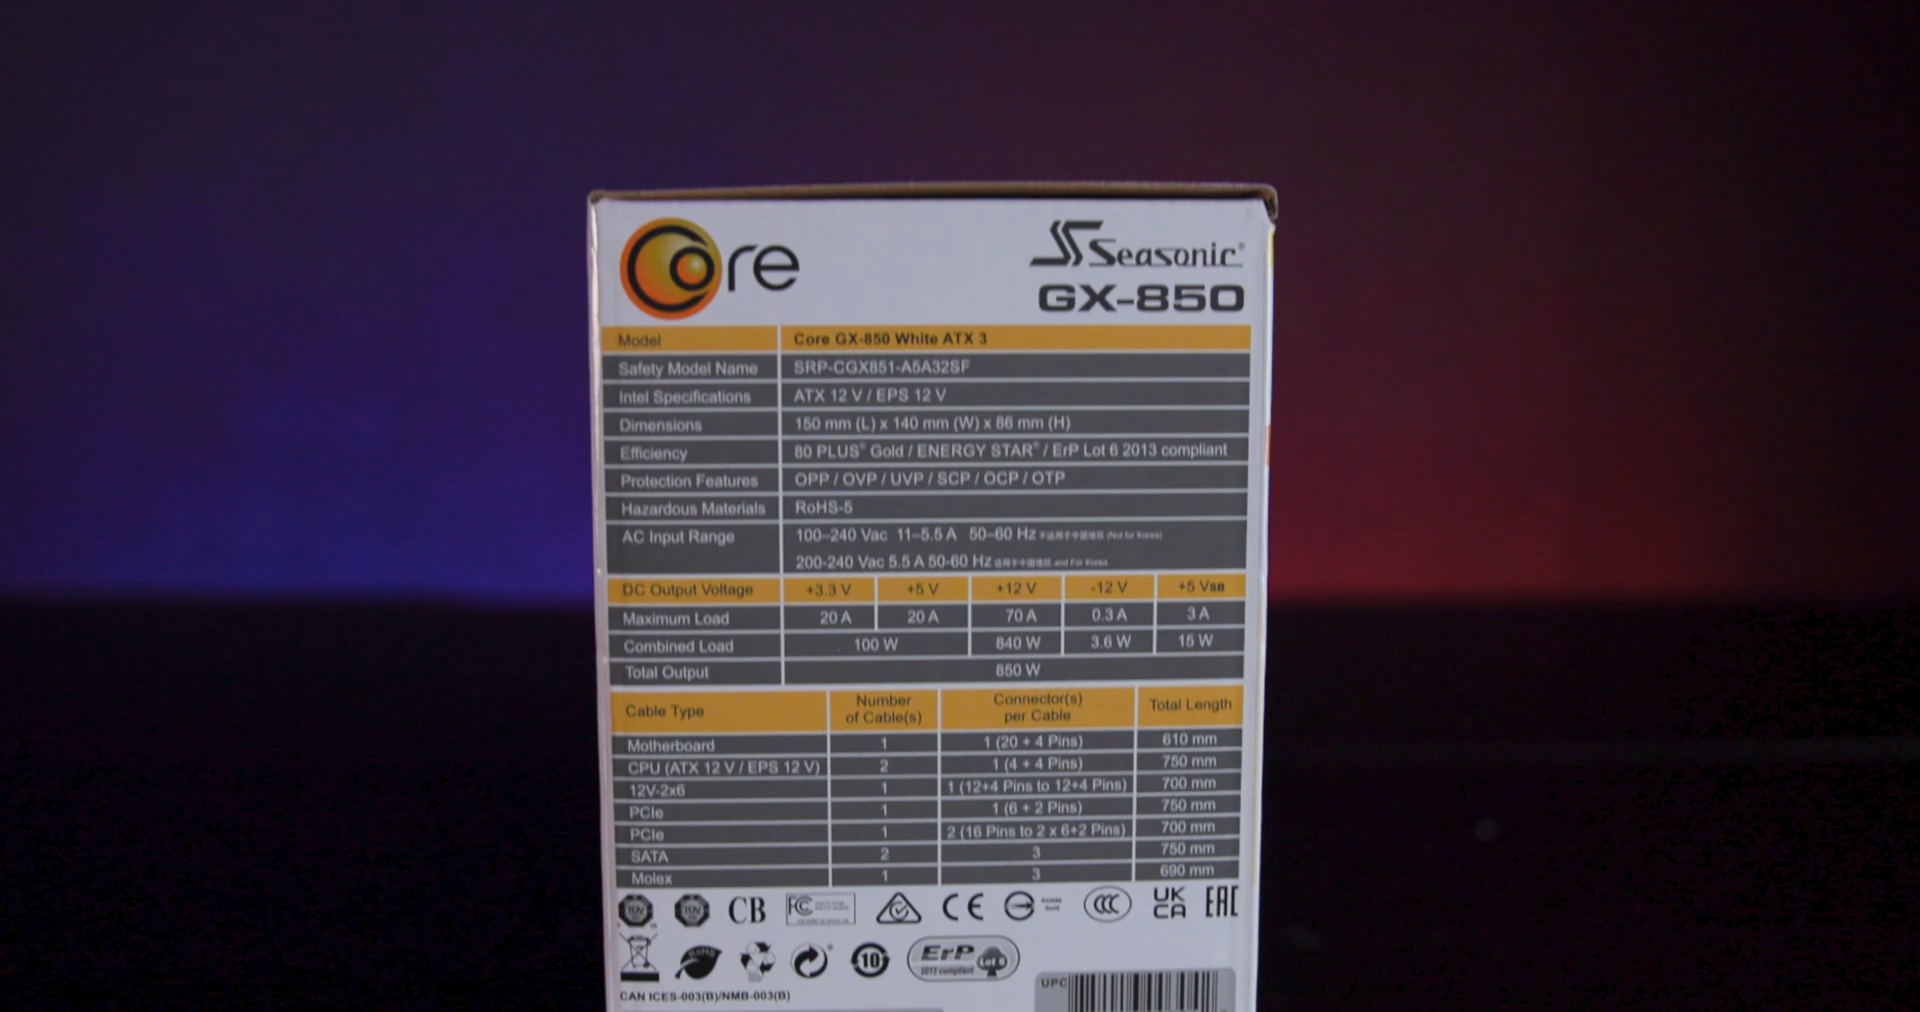 Core
Seasonic®
GX-850
Model Core GX-850 White ATX 3
Safety Model Name SRP-CGX851-A5A32SF
Intel Specifications ATX 12 V / EPS 12 V
Dimensions 150 mm (L) x 140 mm (W) x 86 mm (H)
Efficiency 80 PLUS® Gold / ENERGY STAR® / ErP Lot 6 2013 compliant
Protection Features OPP / OVP / UVP / SCP / OCP / OTP
Hazardous Materials RoHS-5
AC Input Range 100–240 Vac 11–5.5 A 50–60 Hz 不适用于中国地区 (Not for Korea)
200-240 Vac 5.5 A 50-60 Hz 适用于中国地区 and For Korea
DC Output Voltage +3.3 V +5 V +12 V -12 V +5 VSB
Maximum Load 20 A 20 A 70 A 0.3 A 3 A
Combined Load 100 W 840 W 3.6 W 15 W
Total Output 850 W
Cable Type Number of Cable(s) Connector(s) per Cable Total Length
Motherboard 1 1 (20 + 4 Pins) 610 mm
CPU (ATX 12 V / EPS 12 V) 2 1 (4 + 4 Pins) 750 mm
12V-2x6 1 1 (12+4 Pins to 12+4 Pins) 700 mm
PCIe 1 1 (6 + 2 Pins) 750 mm
PCIe 1 2 (16 Pins to 2 x 6+2 Pins) 700 mm
SATA 2 3 750 mm
Molex 1 3 690 mm
TÜV TÜV CB FC CE CCC UK CA EAC
RoHS 10 ErP Lot 6
2013 compliant
CAN ICES-003(B)/NMB-003(B)
UPC